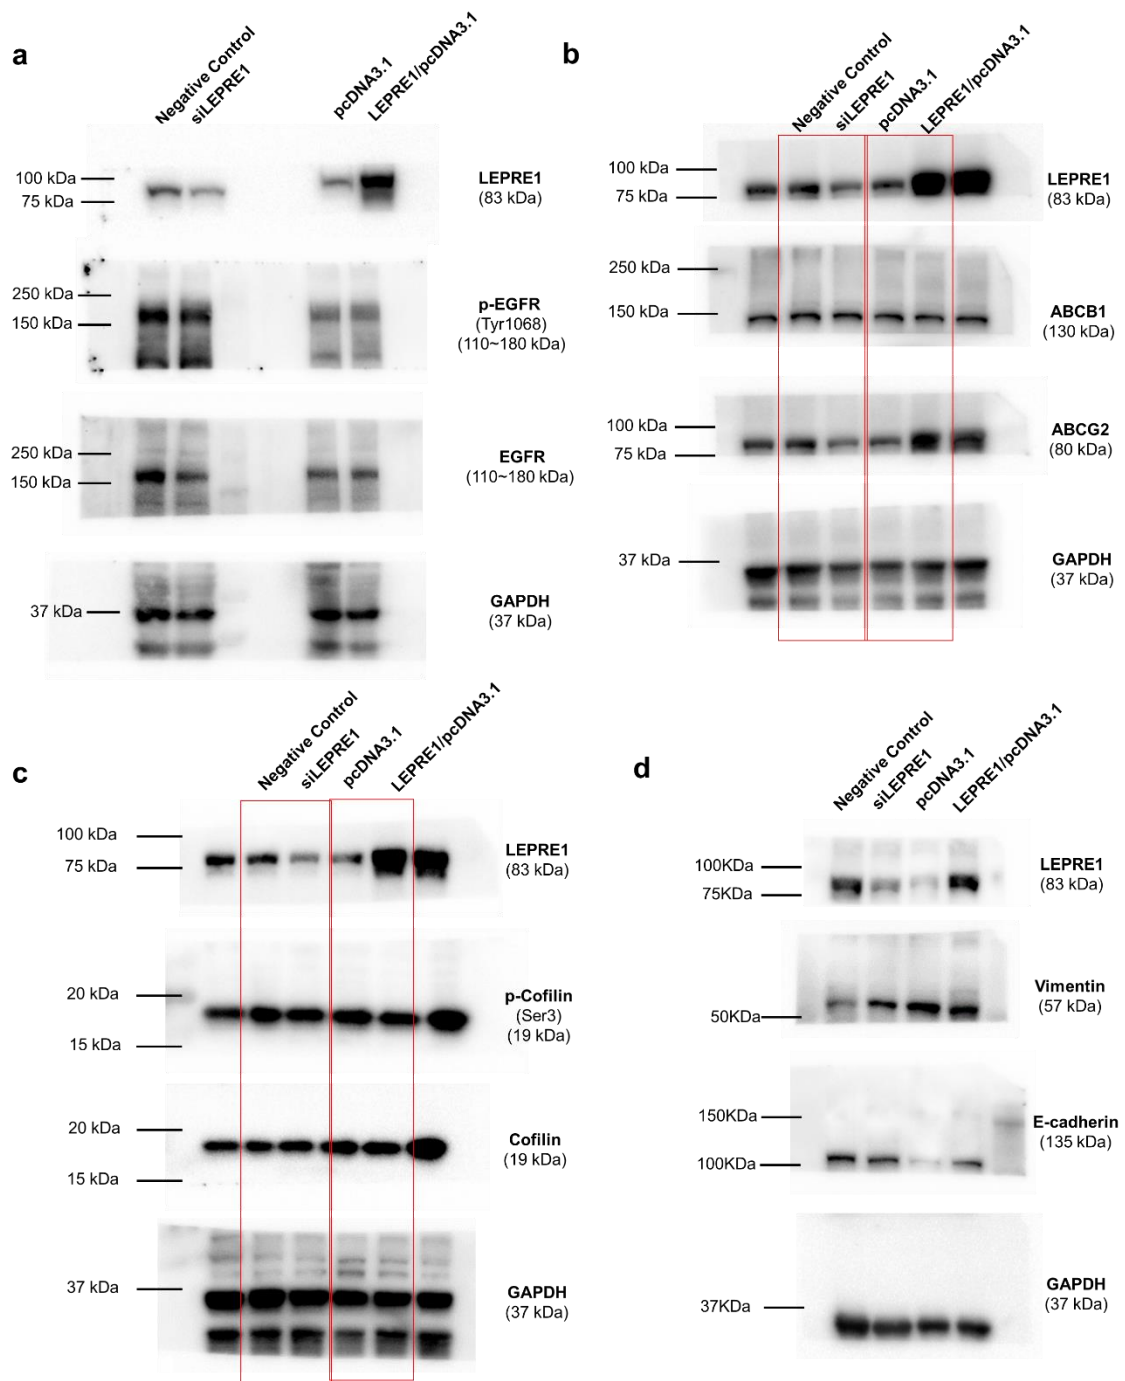 a
Negative Control
siLEPRE1
pcDNA3.1
LEPRE1/pcDNA3.1
100 kDa
75 kDa
LEPRE1
(83 kDa)
250 kDa
150 kDa
p-EGFR
(Tyr1068)
(110~180 kDa)
250 kDa
150 kDa
EGFR
(110~180 kDa)
37 kDa
GAPDH
(37 kDa)
b
Negative Control
siLEPRE1
pcDNA3.1
LEPRE1/pcDNA3.1
100 kDa
75 kDa
LEPRE1
(83 kDa)
250 kDa
150 kDa
ABCB1
(130 kDa)
100 kDa
75 kDa
ABCG2
(80 kDa)
37 kDa
GAPDH
(37 kDa)
c
Negative Control
siLEPRE1
pcDNA3.1
LEPRE1/pcDNA3.1
100 kDa
75 kDa
LEPRE1
(83 kDa)
20 kDa
15 kDa
p-Cofilin
(Ser3)
(19 kDa)
20 kDa
15 kDa
Cofilin
(19 kDa)
37 kDa
GAPDH
(37 kDa)
d
Negative Control
siLEPRE1
pcDNA3.1
LEPRE1/pcDNA3.1
100KDa
75KDa
LEPRE1
(83 kDa)
50KDa
Vimentin
(57 kDa)
150KDa
100KDa
E-cadherin
(135 kDa)
37KDa
GAPDH
(37 kDa)